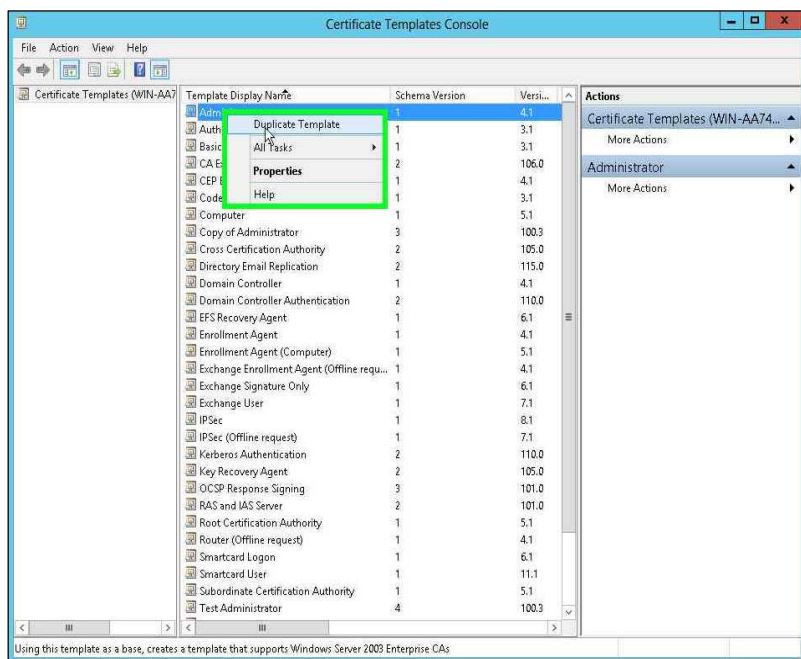 Certificate Templates Console
File Action View Help
Certificate Templates (WIN-AA7
Template Display Name Schema Version Versi...
Adm 1 4.1
Auth 1 3.1
Basic 1 3.1
CA E 2 106.0
CEP E 1 4.1
Code 1 3.1
Duplicate Template
All Tasks
Properties
Help
Computer 1 5.1
Copy of Administrator 3 100.3
Cross Certification Authority 2 105.0
Directory Email Replication 2 115.0
Domain Controller 1 4.1
Domain Controller Authentication 2 110.0
EFS Recovery Agent 1 6.1
Enrollment Agent 1 4.1
Enrollment Agent (Computer) 1 5.1
Exchange Enrollment Agent (Offline requ... 1 4.1
Exchange Signature Only 1 6.1
Exchange User 1 7.1
IPSec 1 8.1
IPSec (Offline request) 1 7.1
Kerberos Authentication 2 110.0
Key Recovery Agent 2 105.0
OCSP Response Signing 3 101.0
RAS and IAS Server 2 101.0
Root Certification Authority 1 5.1
Router (Offline request) 1 4.1
Smartcard Logon 1 6.1
Smartcard User 1 11.1
Subordinate Certification Authority 1 5.1
Test Administrator 4 100.3
Actions
Certificate Templates (WIN-AA74...
More Actions
Administrator
More Actions
Using this template as a base, creates a template that supports Windows Server 2003 Enterprise CAs